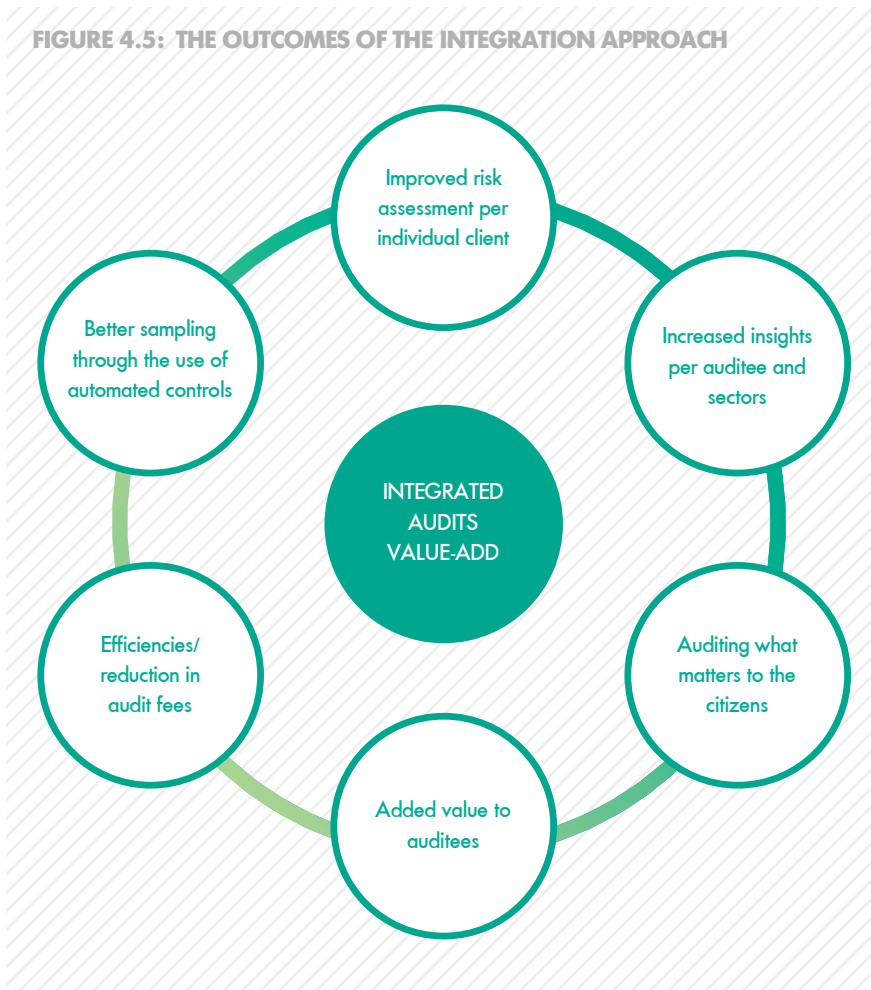 FIGURE 4.5: THE OUTCOMES OF THE INTEGRATION APPROACH
Improved risk
assessment per
individual client
Increased insights
per auditee and
sectors
Auditing what
matters to the
citizens
Added value to
auditees
Efficiencies/
reduction in
audit fees
Better sampling
through the use of
automated controls
INTEGRATED
AUDITS
VALUE-ADD